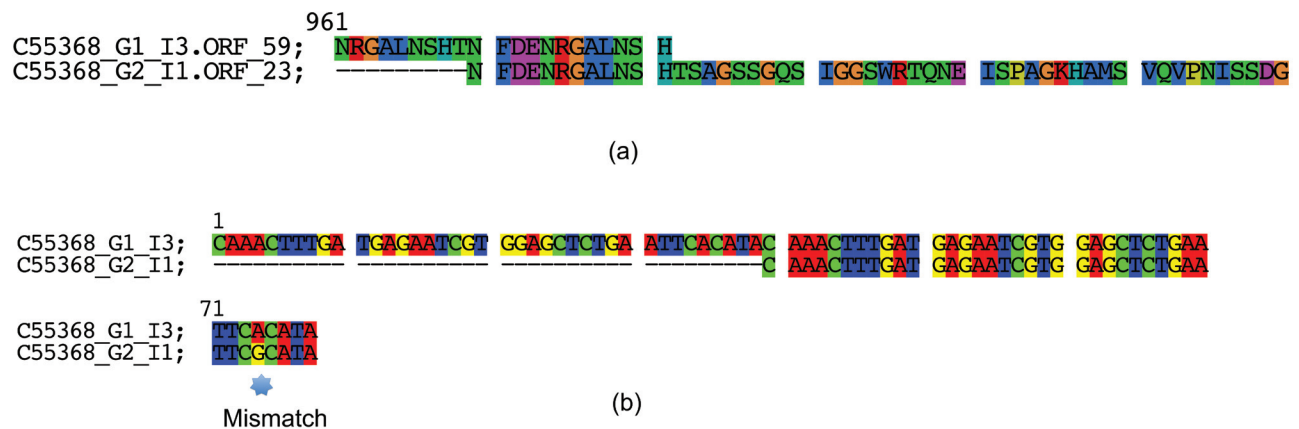 961
C55368_G1_I3.ORF_59; NRGALNSHTN FDENRGALNS H
C55368_G2_I1.ORF_23; ---------N FDENRGALNS HTSAGSSGQS IGGSWRTQNE ISPAGKHAMS VQVPNISSDG
(a)
1
C55368_G1_I3; CAAACTTTGA TGAGAATCGT GGAGCTCTGA ATTCACATAC AAACTTTGAT GAGAATCGTG GAGCTCTGAA
C55368_G2_I1; ---------- ---------- ---------- ---------C AAACTTTGAT GAGAATCGTG GAGCTCTGAA
71
C55368_G1_I3; TTCACATA
C55368_G2_I1; TTCGCATA
Mismatch
(b)